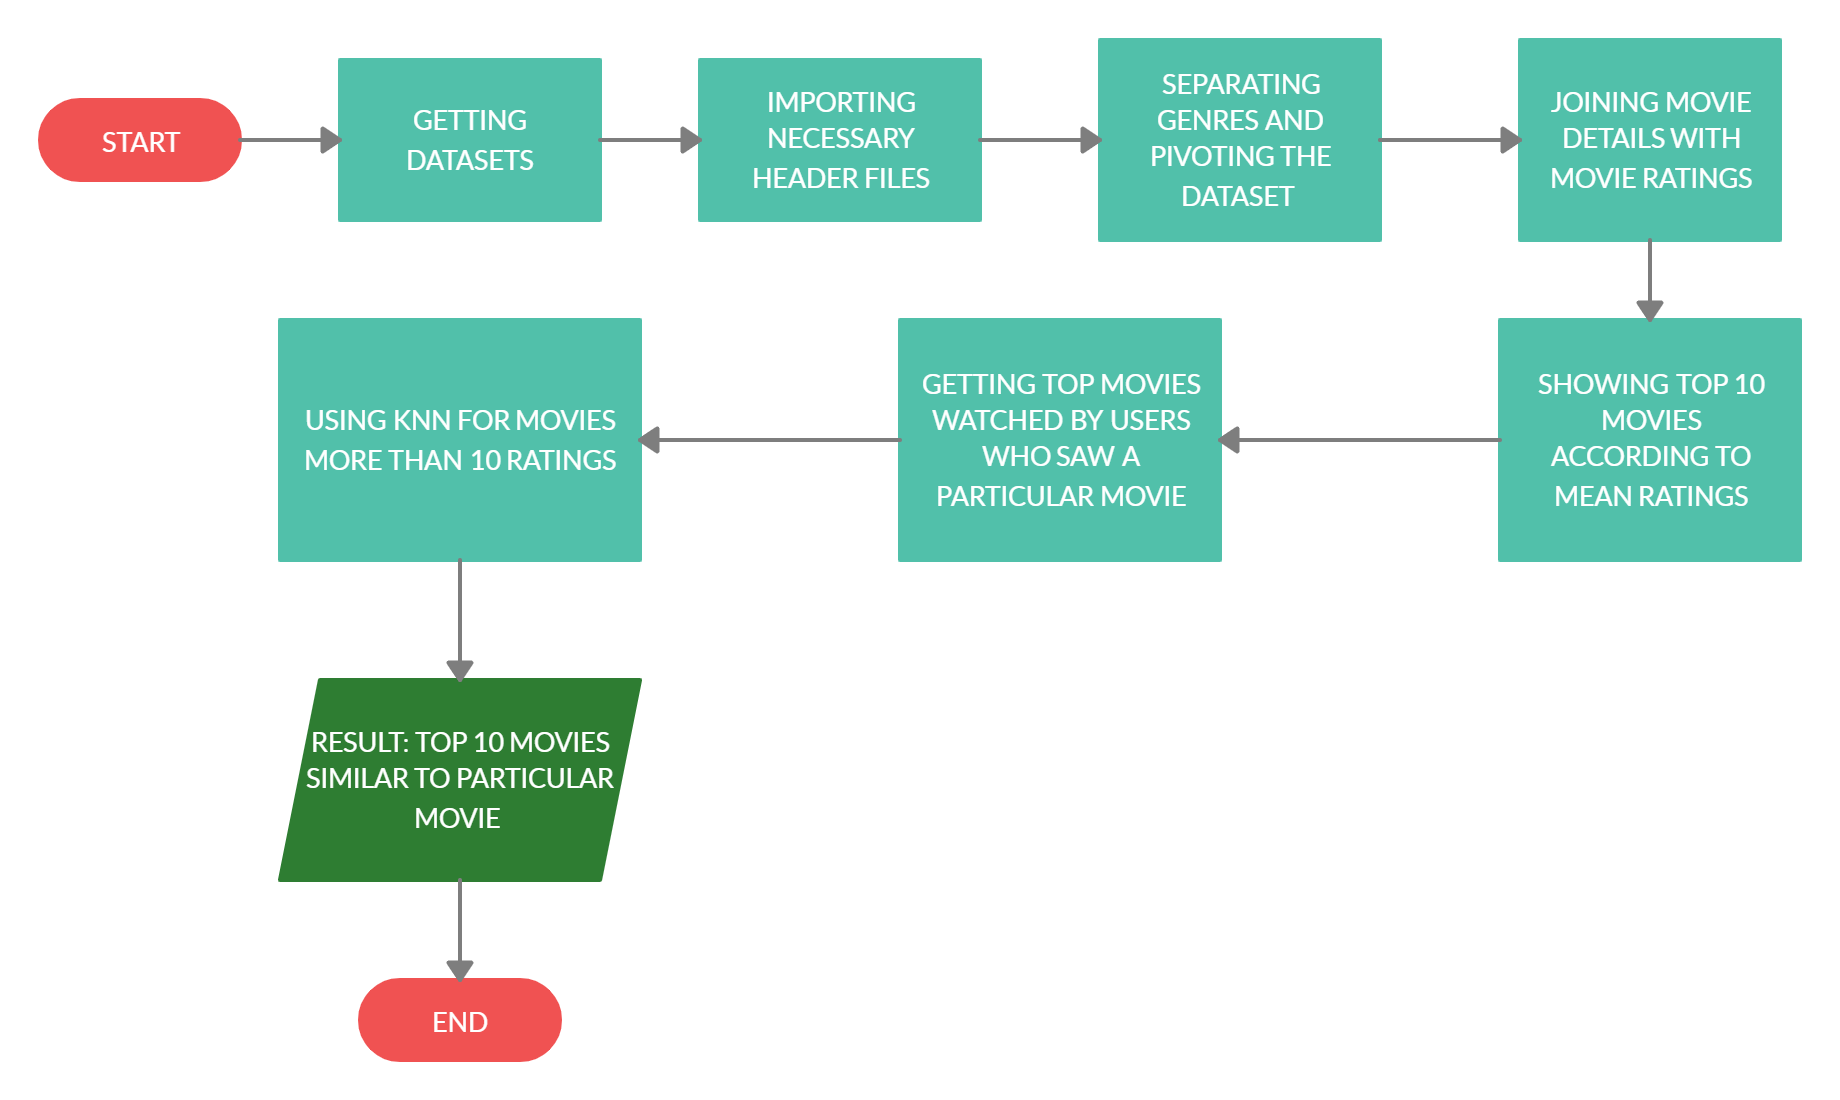 START
GETTING
DATASETS
IMPORTING
NECESSARY
HEADER FILES
SEPARATING
GENRES AND
PIVOTING THE
DATASET
JOINING MOVIE
DETAILS WITH
MOVIE RATINGS
SHOWING TOP 10
MOVIES
ACCORDING TO
MEAN RATINGS
GETTING TOP MOVIES
WATCHED BY USERS
WHO SAW A
PARTICULAR MOVIE
USING KNN FOR MOVIES
MORE THAN 10 RATINGS
RESULT: TOP 10 MOVIES
SIMILAR TO PARTICULAR
MOVIE
END